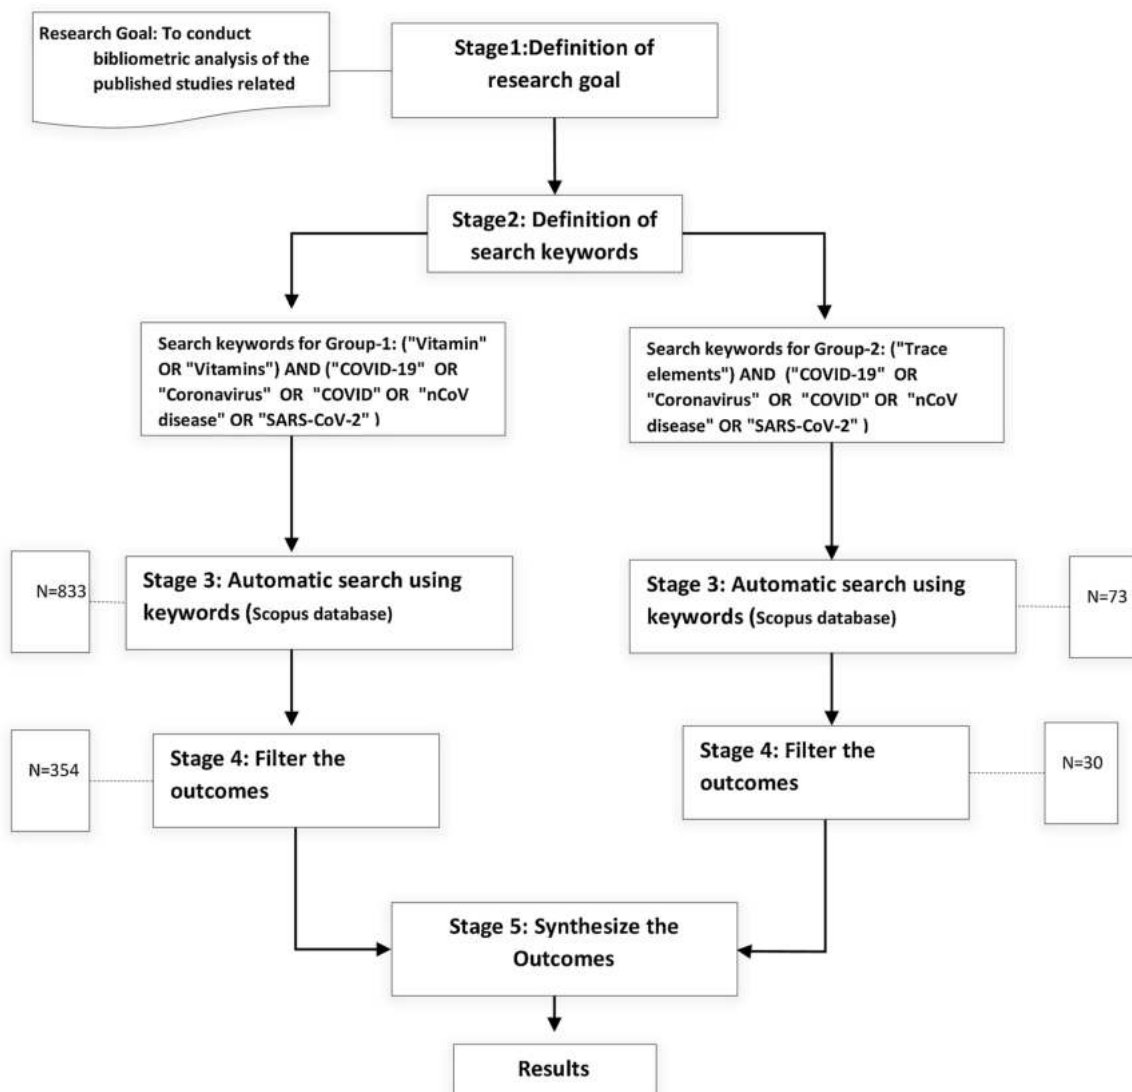 Research Goal: To conduct
bibliometric analysis of the
published studies related
Stage1:Definition of
research goal
Stage2: Definition of
search keywords
Search keywords for Group-1: ("Vitamin"
OR "Vitamins") AND ("COVID-19" OR
"Coronavirus" OR "COVID" OR "nCoV
disease" OR "SARS-CoV-2" )
Search keywords for Group-2: ("Trace
elements") AND ("COVID-19" OR
"Coronavirus" OR "COVID" OR "nCoV
disease" OR "SARS-CoV-2" )
N=833
Stage 3: Automatic search using
keywords (Scopus database)
Stage 3: Automatic search using
keywords (Scopus database)
N=73
N=354
Stage 4: Filter the
outcomes
Stage 4: Filter the
outcomes
N=30
Stage 5: Synthesize the
Outcomes
Results